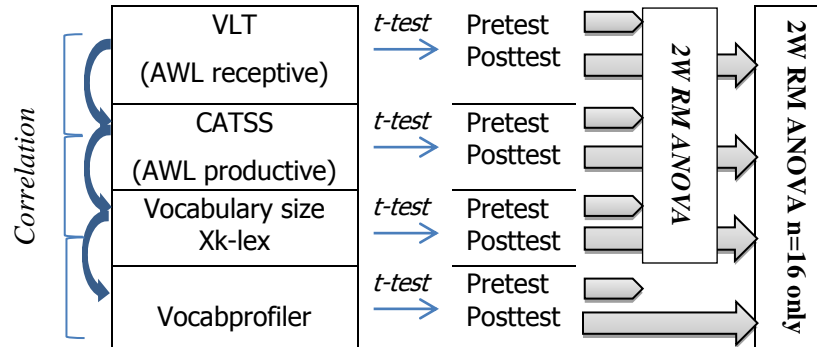 Correlation
VLT
(AWL receptive)
t-test
Pretest
Posttest
CATSS
(AWL productive)
t-test
Pretest
Posttest
Vocabulary size
Xk-lex
t-test
Pretest
Posttest
Vocabprofiler
t-test
Pretest
Posttest
2W RM ANOVA
2W RM ANOVA n=16 only